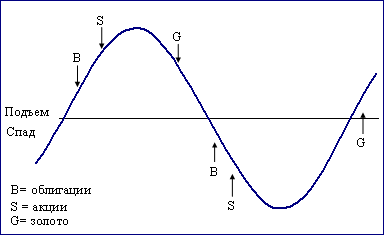 S
G
B
Подъем
Спад
B
S
G
B= облигации
S = акции
G= золото